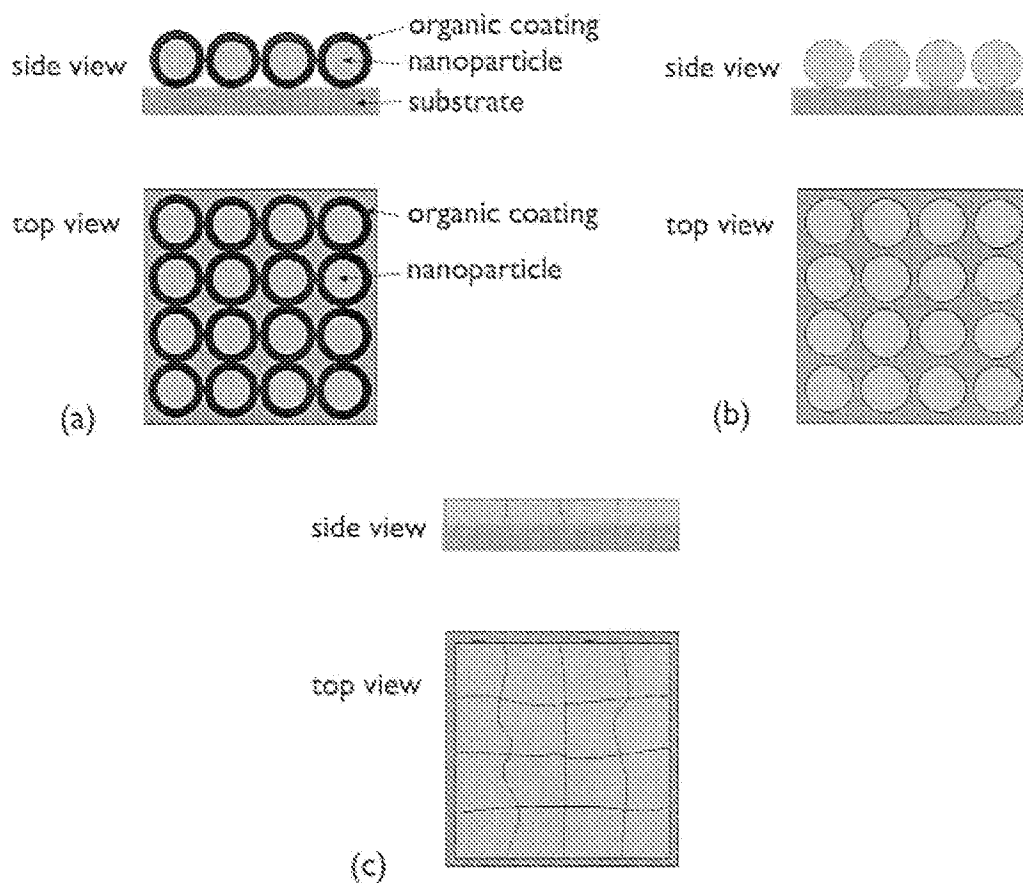 side view
organic coating
nanoparticle
substrate
top view
organic coating
nanoparticle
(a)
side view
top view
(b)
side view
top view
(c)